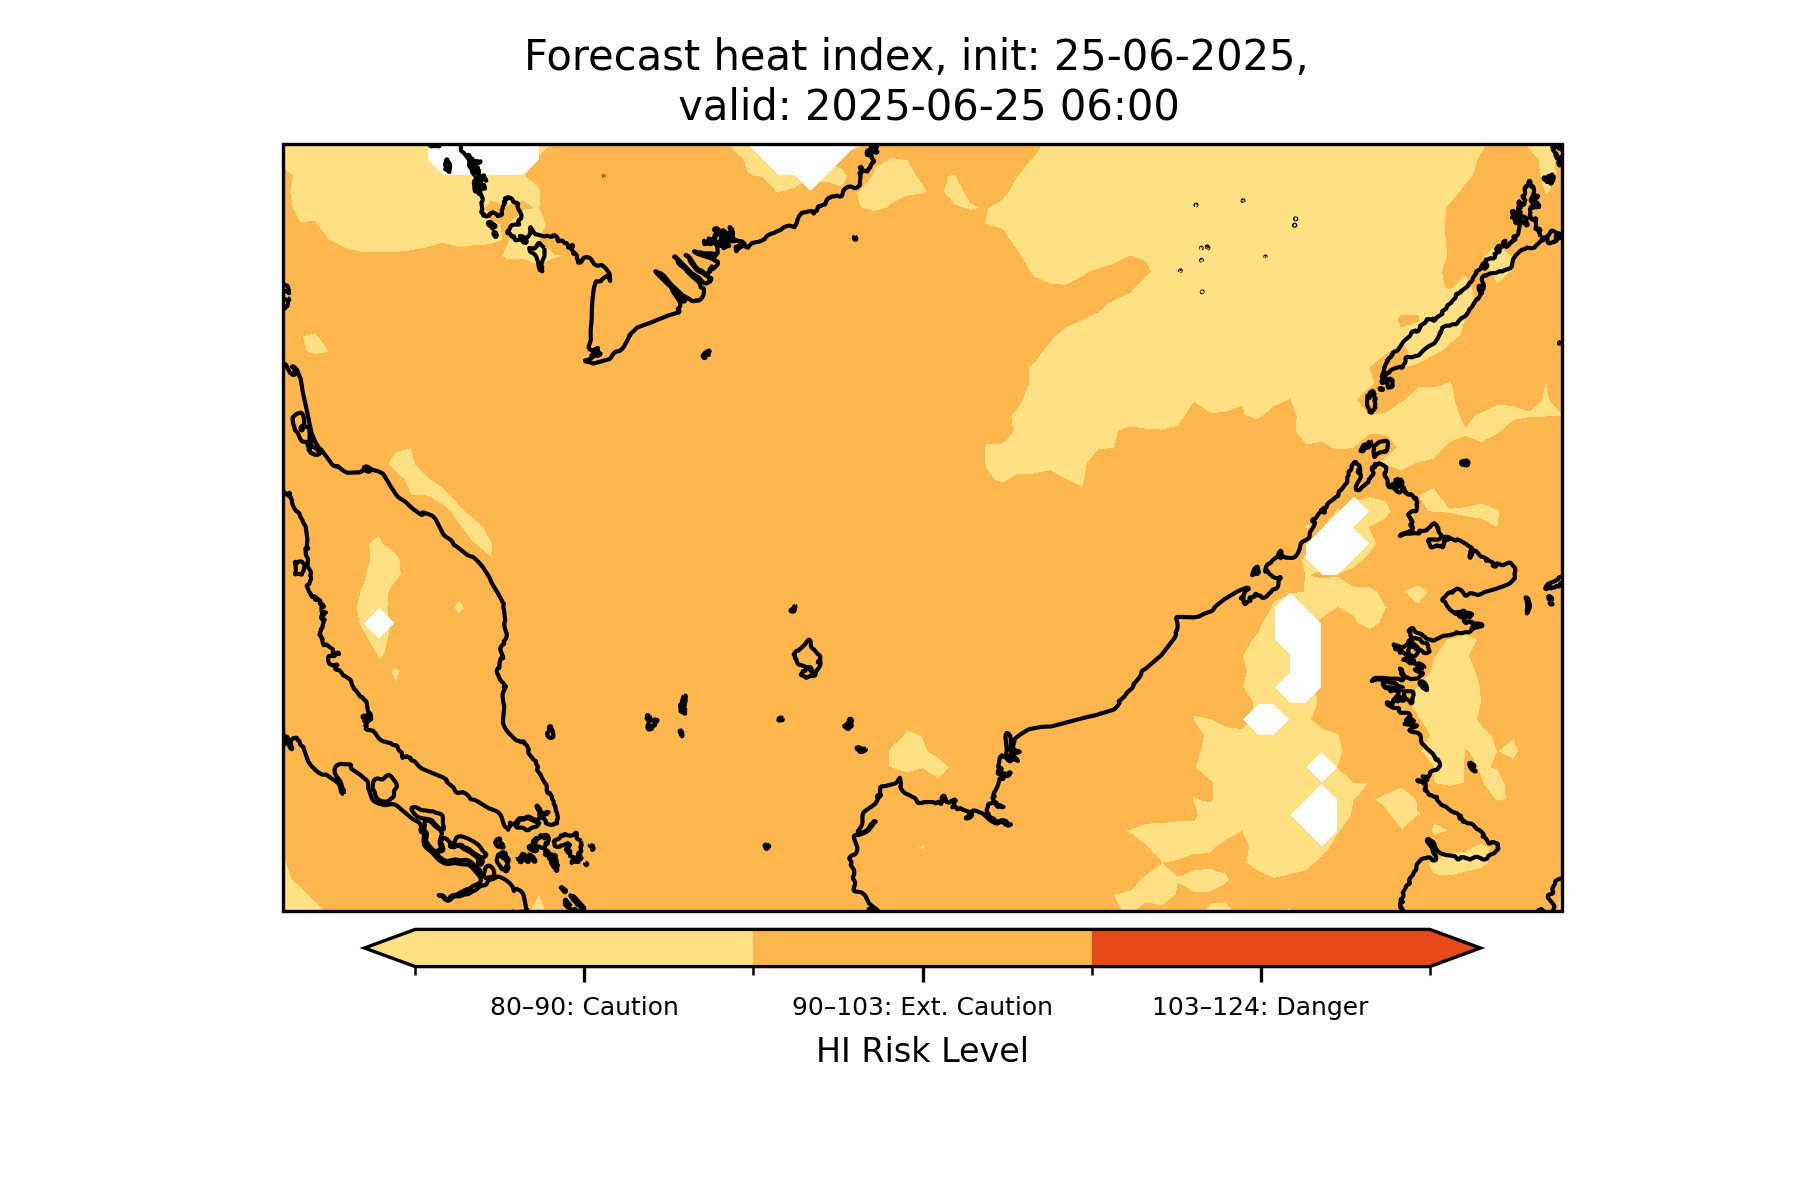 Forecast heat index, init: 25-06-2025,
valid: 2025-06-25 06:00
80–90: Caution
90–103: Ext. Caution
103–124: Danger
HI Risk Level